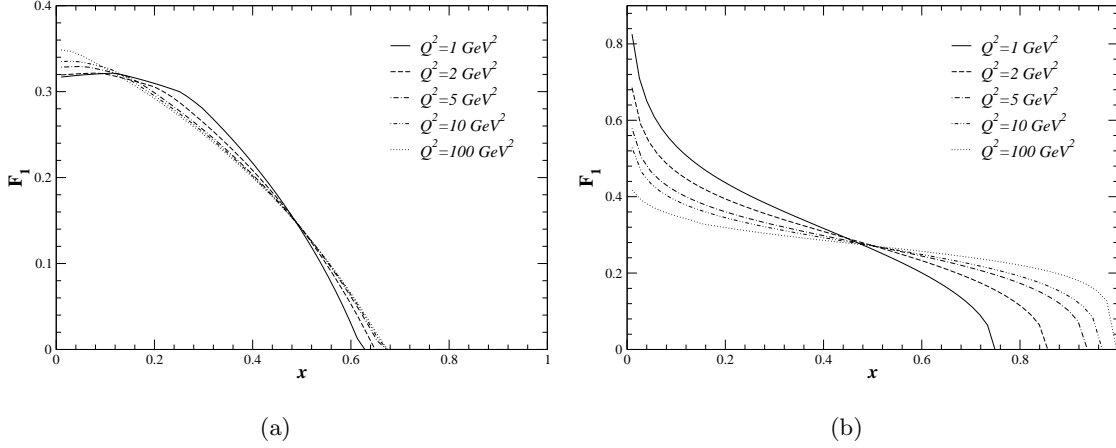 0.4
0.3
0.2
0.1
0
F₁
0
0.2
0.4
0.6
0.8
1
x
Q²=1 GeV²
Q²=2 GeV²
Q²=5 GeV²
Q²=10 GeV²
Q²=100 GeV²
(a)
0.8
0.6
0.4
0.2
0
F₁
0
0.2
0.4
0.6
0.8
x
Q²=1 GeV²
Q²=2 GeV²
Q²=5 GeV²
Q²=10 GeV²
Q²=100 GeV²
(b)